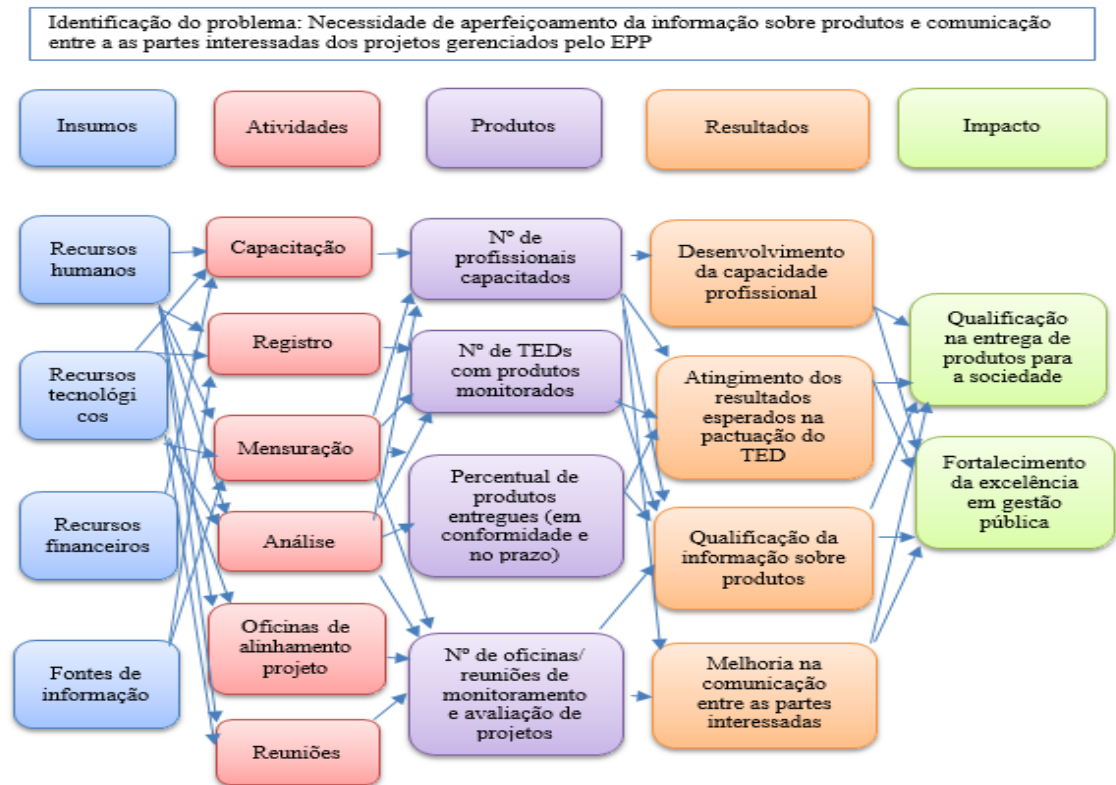 Identificação do problema: Necessidade de aperfeiçoamento da informação sobre produtos e comunicação
entre a as partes interessadas dos projetos gerenciados pelo EPP
Insumos
Atividades
Produtos
Resultados
Impacto
Recursos
humanos
Recursos
tecnológi
cos
Recursos
financeiros
Fontes de
informação
Capacitação
Registro
Mensuração
Análise
Oficinas de
alinhamento
projeto
Reuniões
Nº de
profissionais
capacitados
Nº de TEDs
com produtos
monitorados
Percentual de
produtos
entregues (em
conformidade e
no prazo)
Nº de oficinas/
reuniões de
monitoramento
e avaliação de
projetos
Desenvolvimento
da capacidade
profissional
Atingimento dos
resultados
esperados na
pactuação do
TED
Qualificação da
informação sobre
produtos
Melhoria na
comunicação
entre as partes
interessadas
Qualificação
na entrega de
produtos para
a sociedade
Fortalecimento
da excelência
em gestão
pública